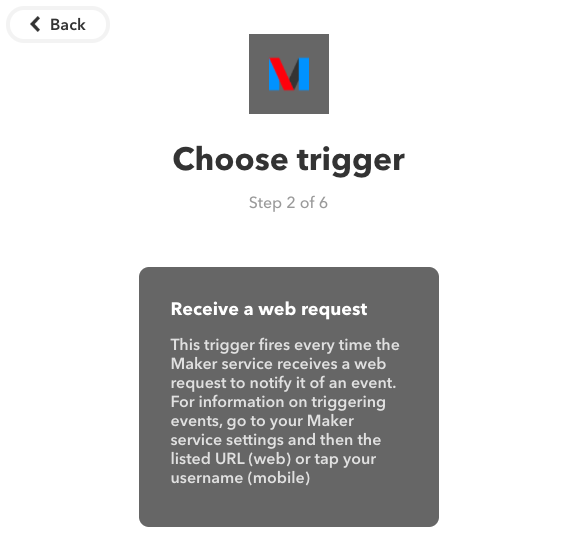 Back
Choose trigger
Step 2 of 6
Receive a web request
This trigger fires every time the
Maker service receives a web
request to notify it of an event.
For information on triggering
events, go to your Maker
service settings and then the
listed URL (web) or tap your
username (mobile)